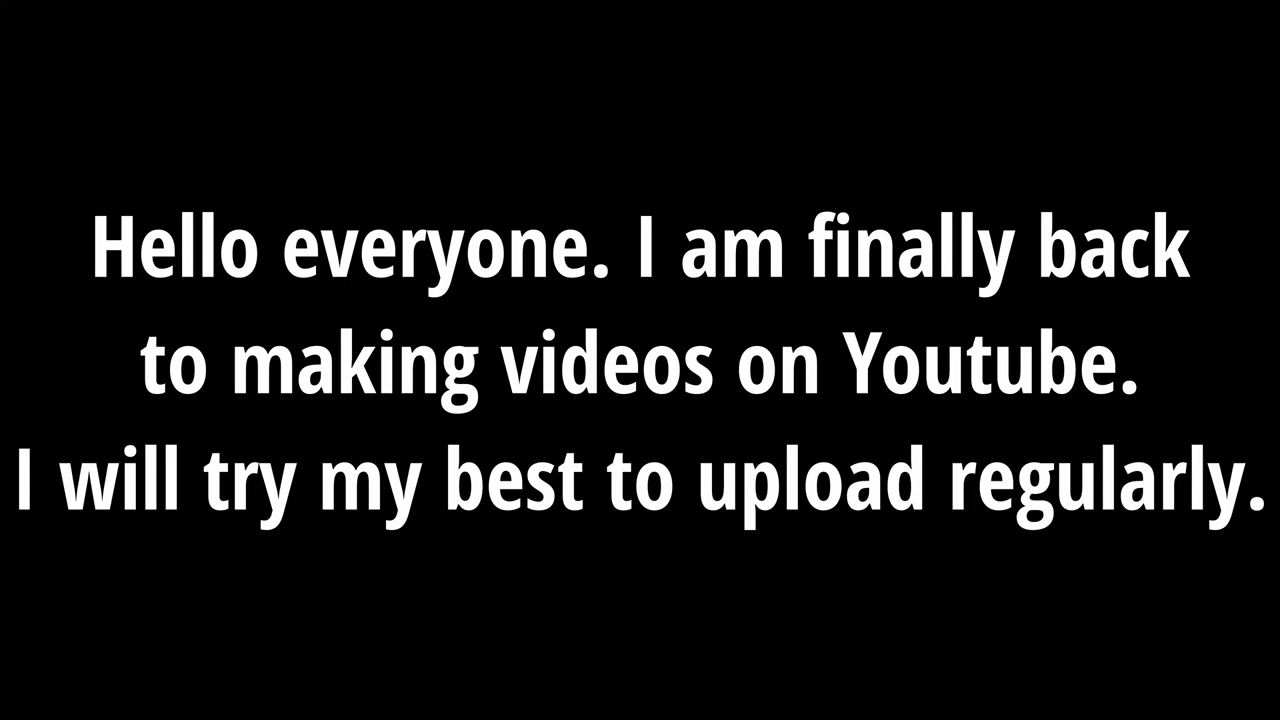 Hello everyone. I am finally back
to making videos on Youtube.
I will try my best to upload regularly.